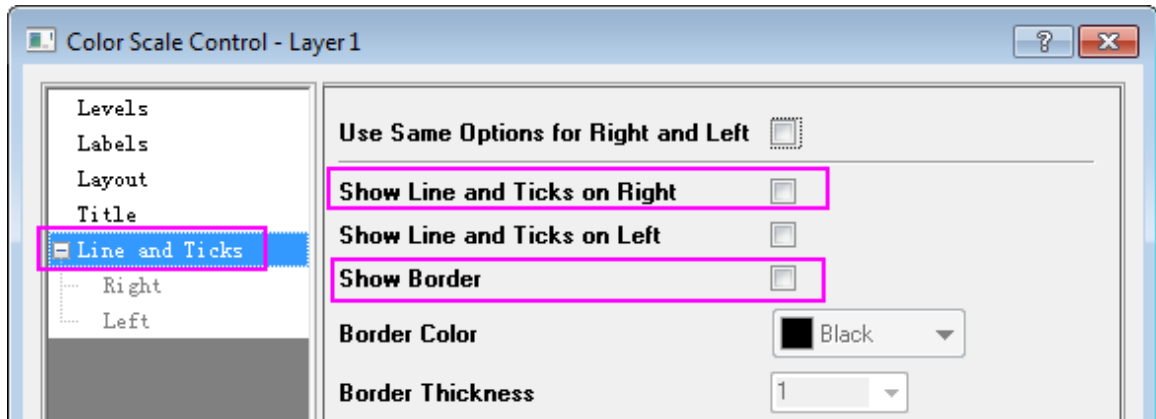 Color Scale Control - Layer 1
?
Levels
Labels
Layout
Title
Line and Ticks
Right
Left
Use Same Options for Right and Left
Show Line and Ticks on Right
Show Line and Ticks on Left
Show Border
Border Color
Black
Border Thickness
1